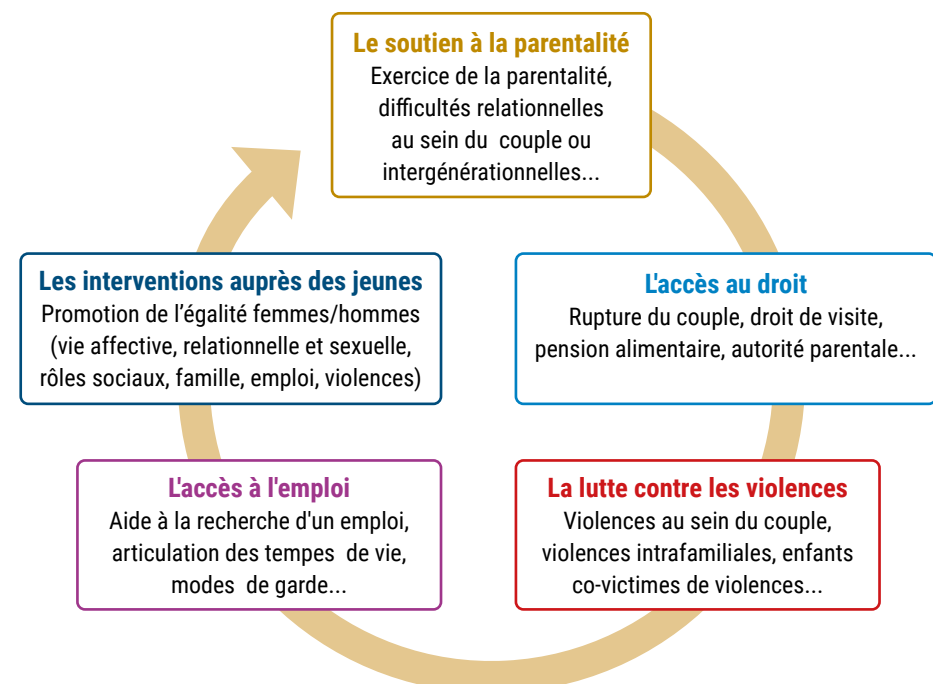 Le soutien à la parentalité
Exercice de la parentalité,
difficultés relationnelles
au sein du couple ou
intergénérationnelles...
Les interventions auprès des jeunes
Promotion de l’égalité femmes/hommes
(vie affective, relationnelle et sexuelle,
rôles sociaux, famille, emploi, violences)
L'accès au droit
Rupture du couple, droit de visite,
pension alimentaire, autorité parentale...
L'accès à l'emploi
Aide à la recherche d'un emploi,
articulation des tempes de vie,
modes de garde...
La lutte contre les violences
Violences au sein du couple,
violences intrafamiliales, enfants
co-victimes de violences...